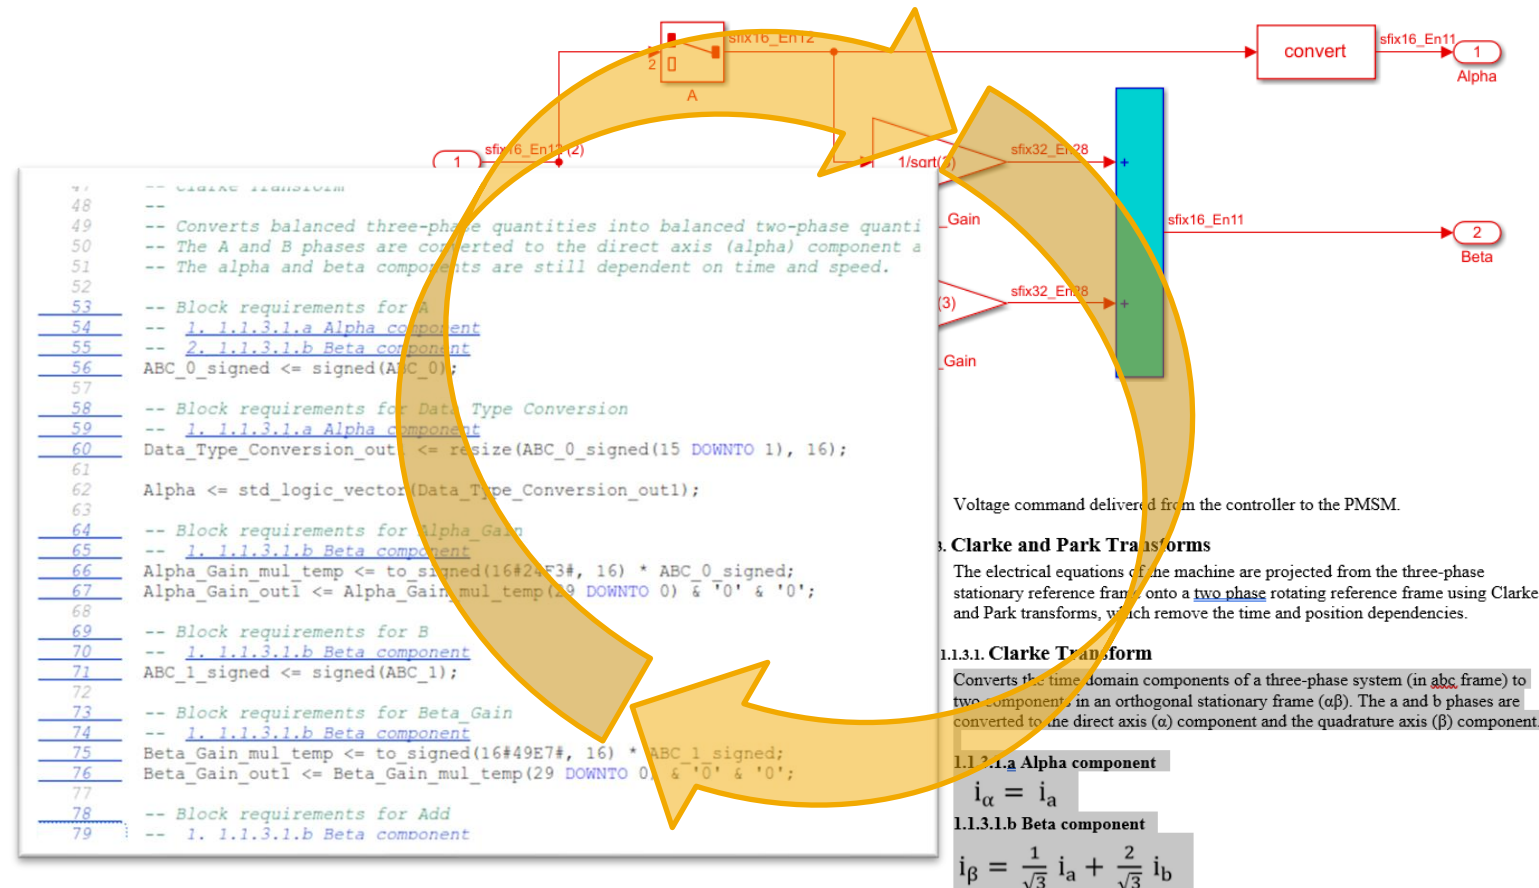 sfix16_En12
convert
sfix16_En11
1
Alpha
2
A
sfix16_En12 (2)
1
1/sqrt(3)
sfix32_En28
+
_Gain
sfix16_En11
2
Beta
(3)
sfix32_En28
+
_Gain
47 -- Clarke Transform
48 --
49 -- Converts balanced three-phase quantities into balanced two-phase quanti
50 -- The A and B phases are converted to the direct axis (alpha) component a
51 -- The alpha and beta components are still dependent on time and speed.
52
53 -- Block requirements for A
54 -- 1. 1.1.3.1.a Alpha component
55 -- 2. 1.1.3.1.b Beta component
56 ABC_0_signed <= signed(ABC_0);
57
58 -- Block requirements for Data Type Conversion
59 -- 1. 1.1.3.1.a Alpha component
60 Data_Type_Conversion_out1 <= resize(ABC_0_signed(15 DOWNTO 1), 16);
61
62 Alpha <= std_logic_vector(Data_Type_Conversion_out1);
63
64 -- Block requirements for Alpha_Gain
65 -- 1. 1.1.3.1.b Beta component
66 Alpha_Gain_mul_temp <= to_signed(16#24F3#, 16) * ABC_0_signed;
67 Alpha_Gain_out1 <= Alpha_Gain_mul_temp(29 DOWNTO 0) & '0' & '0';
68
69 -- Block requirements for B
70 -- 1. 1.1.3.1.b Beta component
71 ABC_1_signed <= signed(ABC_1);
72
73 -- Block requirements for Beta_Gain
74 -- 1. 1.1.3.1.b Beta component
75 Beta_Gain_mul_temp <= to_signed(16#49E7#, 16) * ABC_1_signed;
76 Beta_Gain_out1 <= Beta_Gain_mul_temp(29 DOWNTO 0) & '0' & '0';
77
78 -- Block requirements for Add
79 -- 1. 1.1.3.1.b Beta component
Voltage command delivered from the controller to the PMSM.
3. Clarke and Park Transforms
The electrical equations of the machine are projected from the three-phase
stationary reference frame onto a two phase rotating reference frame using Clarke
and Park transforms, which remove the time and position dependencies.
1.1.3.1. Clarke Transform
Converts the time domain components of a three-phase system (in abc frame) to
two components in an orthogonal stationary frame (αβ). The a and b phases are
converted to the direct axis (α) component and the quadrature axis (β) component.
1.1.3.1.a Alpha component
iα = ia
1.1.3.1.b Beta component
iβ = 1/√3 ia + 2/√3 ib